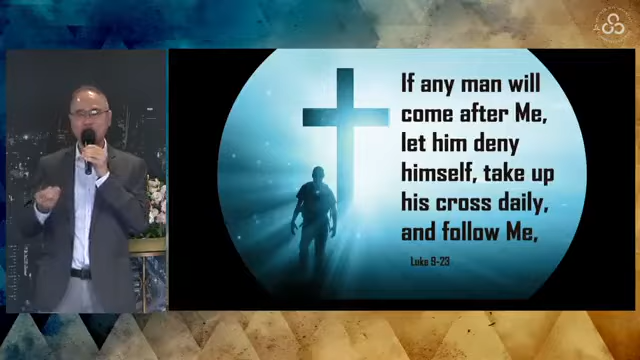 If any man will
come after Me,
let him deny
himself, take up
his cross daily,
and follow Me,
Luke 9-23